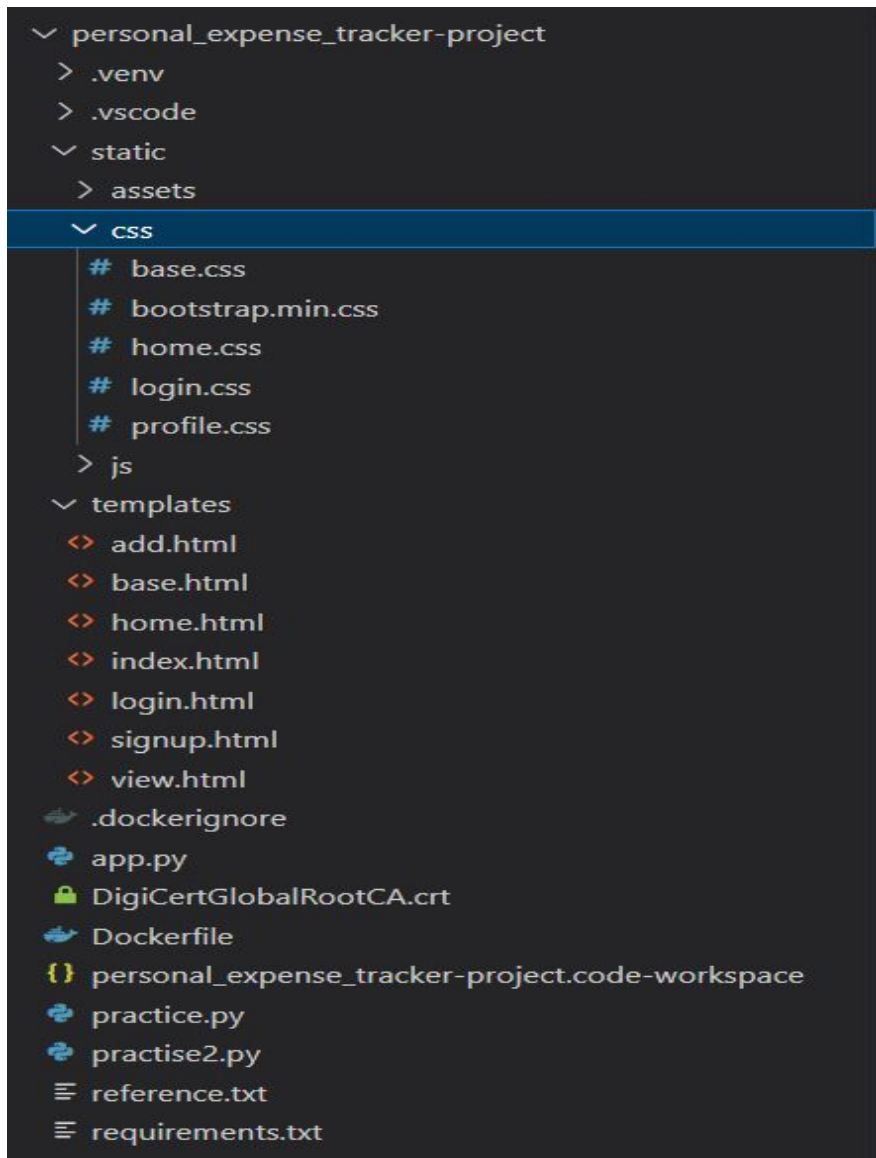 personal_expense_tracker-project
.venv
.vscode
static
assets
css
# base.css
# bootstrap.min.css
# home.css
# login.css
# profile.css
js
templates
<> add.html
<> base.html
<> home.html
<> index.html
<> login.html
<> signup.html
<> view.html
.dockerignore
app.py
DigiCertGlobalRootCA.crt
Dockerfile
{} personal_expense_tracker-project.code-workspace
practice.py
practise2.py
reference.txt
requirements.txt